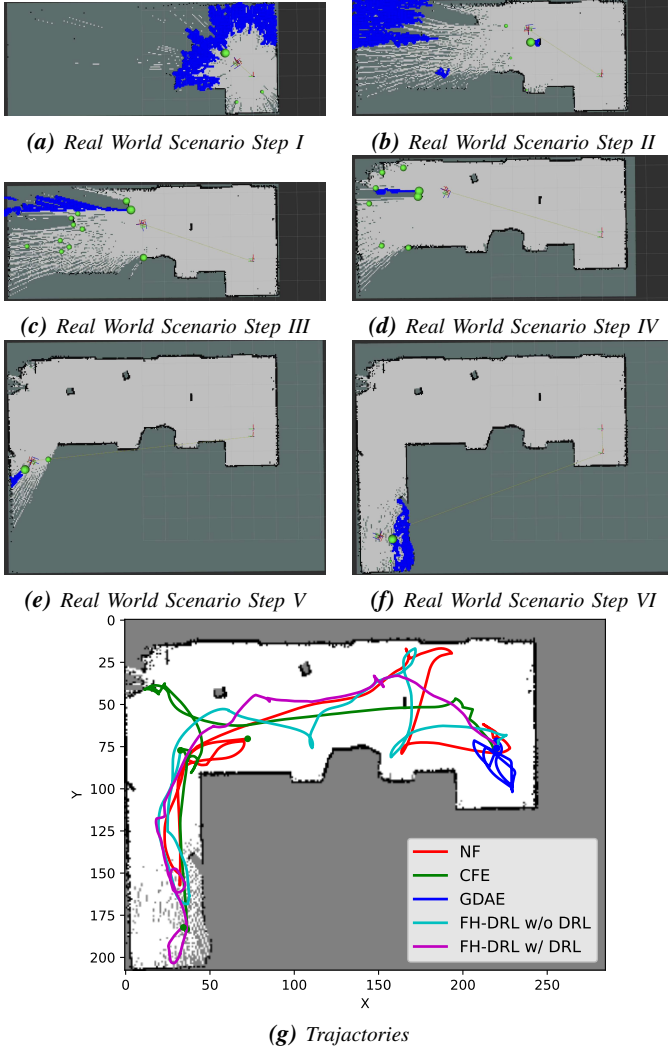 (a) Real World Scenario Step I
(b) Real World Scenario Step II
(c) Real World Scenario Step III
(d) Real World Scenario Step IV
(e) Real World Scenario Step V
(f) Real World Scenario Step VI
0
25
50
75
100
125
150
175
200
Y
NF
CFE
GDAE
FH-DRL w/o DRL
FH-DRL w/ DRL
0 50 100 150 200 250
X
(g) Trajactories